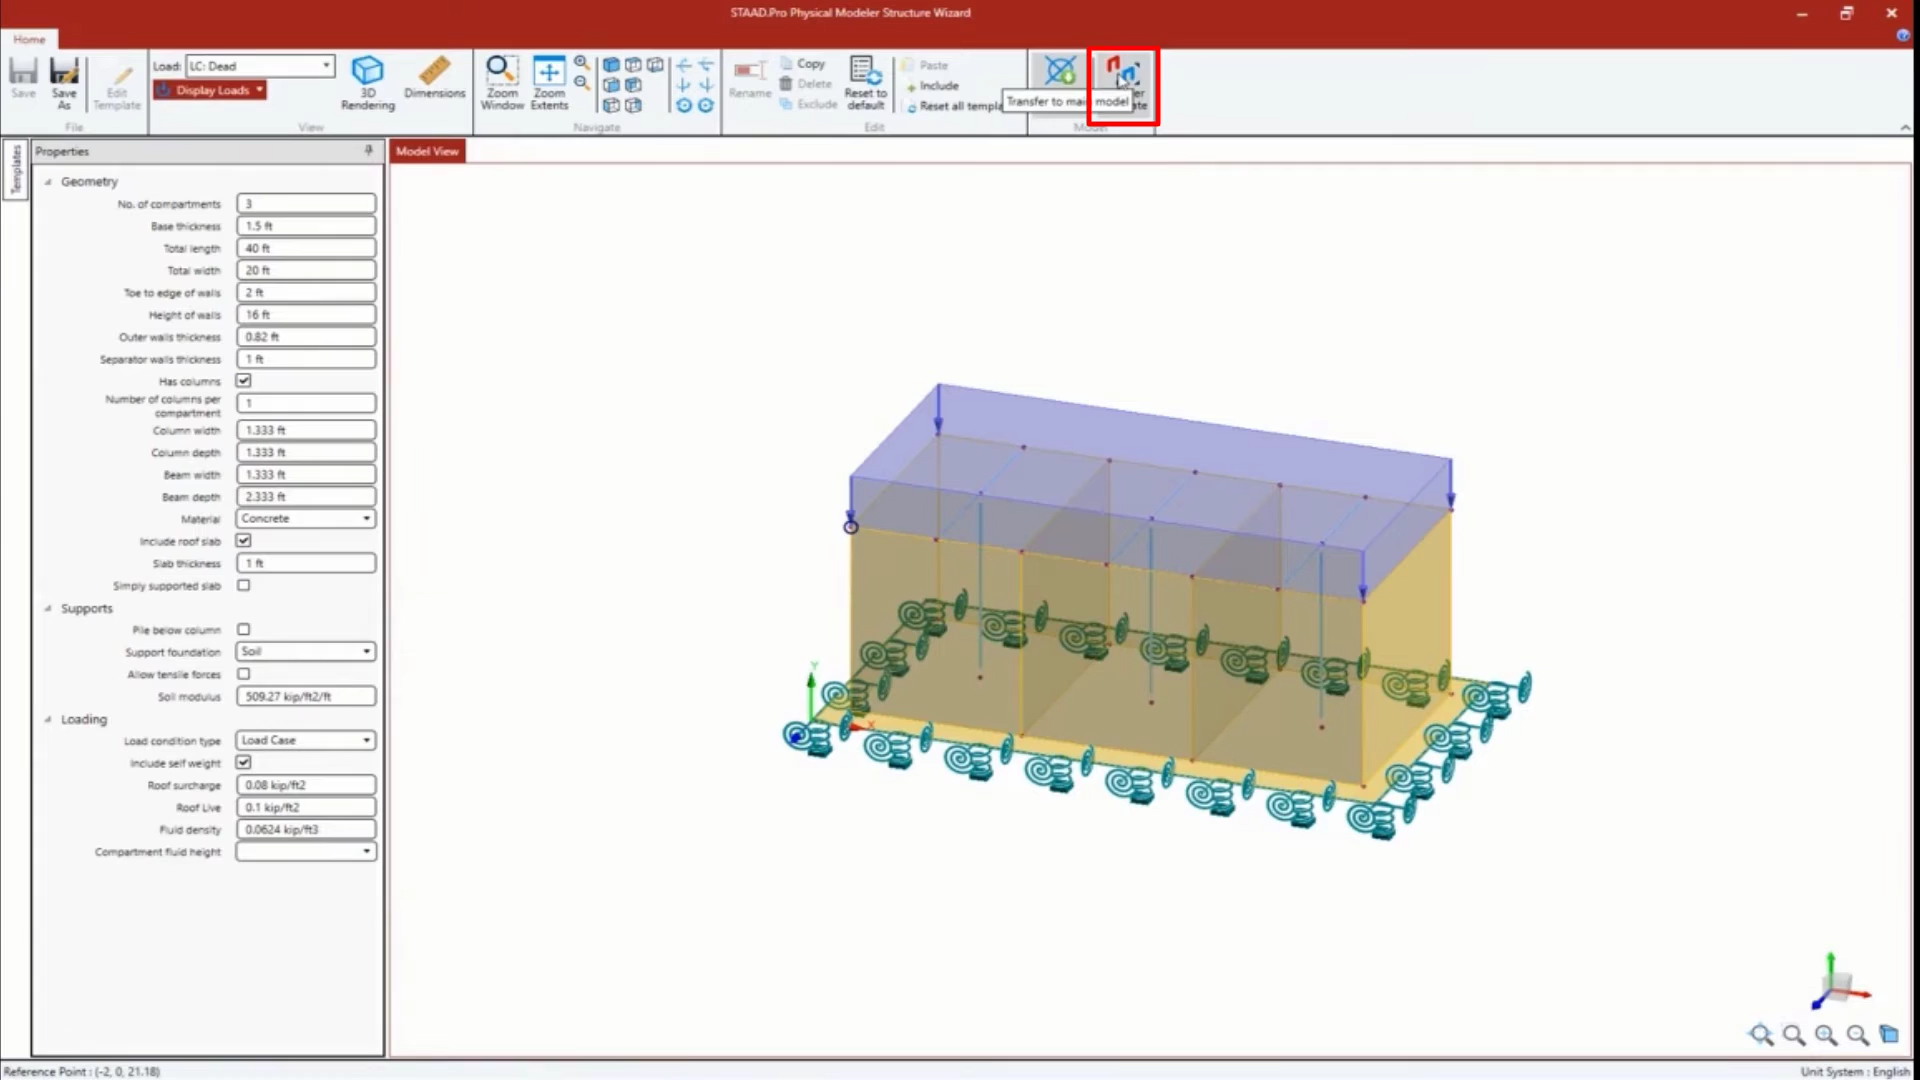 STAAD.Pro Physical Modeler Structure Wizard
Home
Save
Save As
Edit Template
File
Load: LC: Dead
Display Loads
3D Rendering
Dimensions
View
Zoom Window
Zoom Extents
Navigate
Rename
Copy
Delete
Exclude
Reset to default
Paste
Include
Reset all templa
Edit
Transfer to main model
Model
Templates
Properties
Model View
Geometry
No. of compartments 3
Base thickness 1.5 ft
Total length 40 ft
Total width 20 ft
Toe to edge of walls 2 ft
Height of walls 16 ft
Outer walls thickness 0.82 ft
Separator walls thickness 1 ft
Has columns
Number of columns per compartment 1
Column width 1.333 ft
Column depth 1.333 ft
Beam width 1.333 ft
Beam depth 2.333 ft
Material Concrete
Include roof slab
Slab thickness 1 ft
Simply supported slab
Supports
Pile below column
Support foundation Soil
Allow tensile forces
Soil modulus 509.27 kip/ft2/ft
Loading
Load condition type Load Case
Include self weight
Roof surcharge 0.08 kip/ft2
Roof Live 0.1 kip/ft2
Fluid density 0.0624 kip/ft3
Compartment fluid height
Y
X
Reference Point : (-2, 0, 21.18)
Unit System : English